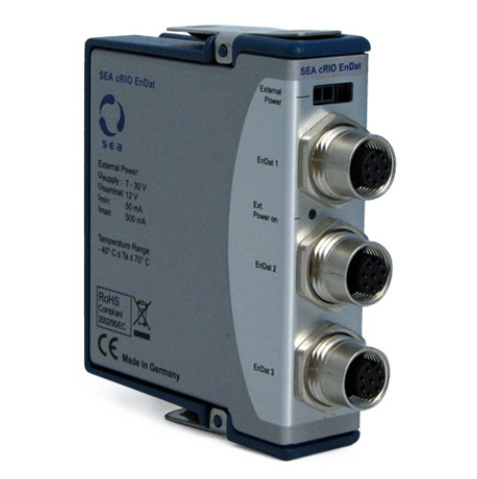 SEA cRIO EnDat
sea
External Power:
Usupply: 7 - 30 V
Unominal: 12 V
Imin: 50 mA
Imax: 500 mA
Temperature Range:
- 40° C ≤ Ta ≤ 70° C
RoHS
Compliant
2002/95/EC
CE Made in Germany
SEA cRIO EnDat
External
Power
EnDat 1
Ext.
Power on
EnDat 2
EnDat 3